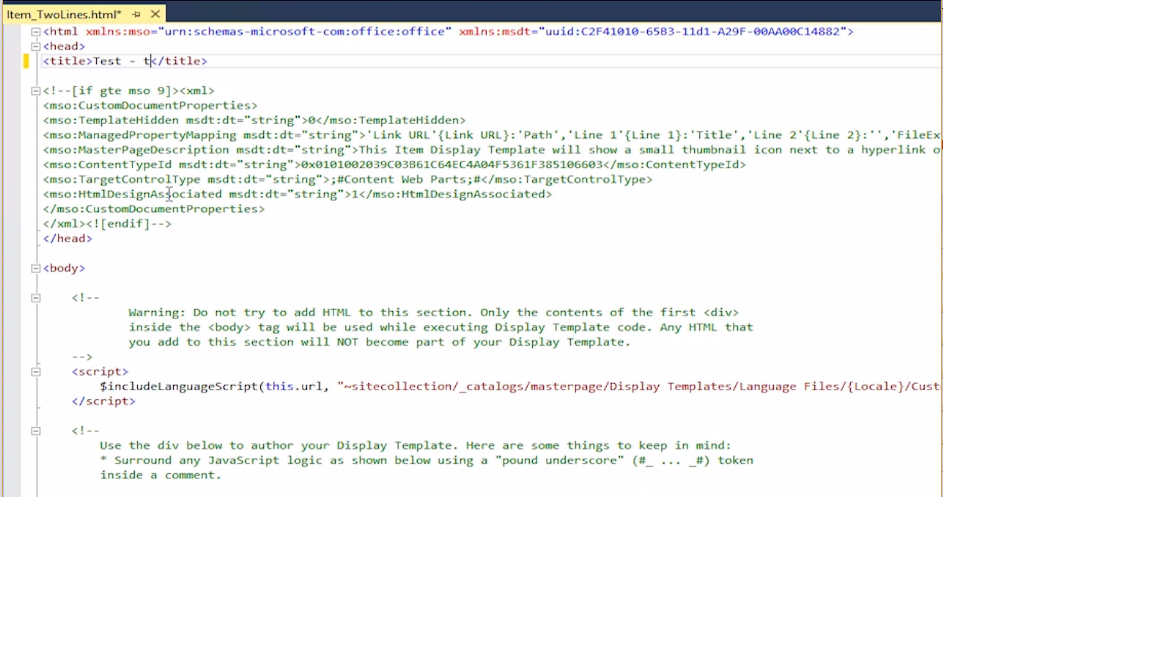 Item_TwoLines.html*
<html xmlns:mso="urn:schemas-microsoft-com:office:office" xmlns:msdt="uuid:C2F41010-65B3-11d1-A29F-00AA00C14882">
<head>
<title>Test - t</title>
<!--[if gte mso 9]><xml>
<mso:CustomDocumentProperties>
<mso:TemplateHidden msdt:dt="string">0</mso:TemplateHidden>
<mso:ManagedPropertyMapping msdt:dt="string">'Link URL'{Link URL}:'Path','Line 1'{Line 1}:'Title','Line 2'{Line 2}:'','FileEx
<mso:MasterPageDescription msdt:dt="string">This Item Display Template will show a small thumbnail icon next to a hyperlink o
<mso:ContentTypeId msdt:dt="string">0x0101002039C03B61C64EC4A04F5361F385106603</mso:ContentTypeId>
<mso:TargetControlType msdt:dt="string">;#Content Web Parts;#</mso:TargetControlType>
<mso:HtmlDesignAssociated msdt:dt="string">1</mso:HtmlDesignAssociated>
</mso:CustomDocumentProperties>
</xml><![endif]-->
</head>
<body>
<!--
Warning: Do not try to add HTML to this section. Only the contents of the first <div>
inside the <body> tag will be used while executing Display Template code. Any HTML that
you add to this section will NOT become part of your Display Template.
-->
<script>
$includeLanguageScript(this.url, "~sitecollection/_catalogs/masterpage/Display Templates/Language Files/{Locale}/Cust
</script>
<!--
Use the div below to author your Display Template. Here are some things to keep in mind:
* Surround any JavaScript logic as shown below using a "pound underscore" (#_ ... _#) token
inside a comment.